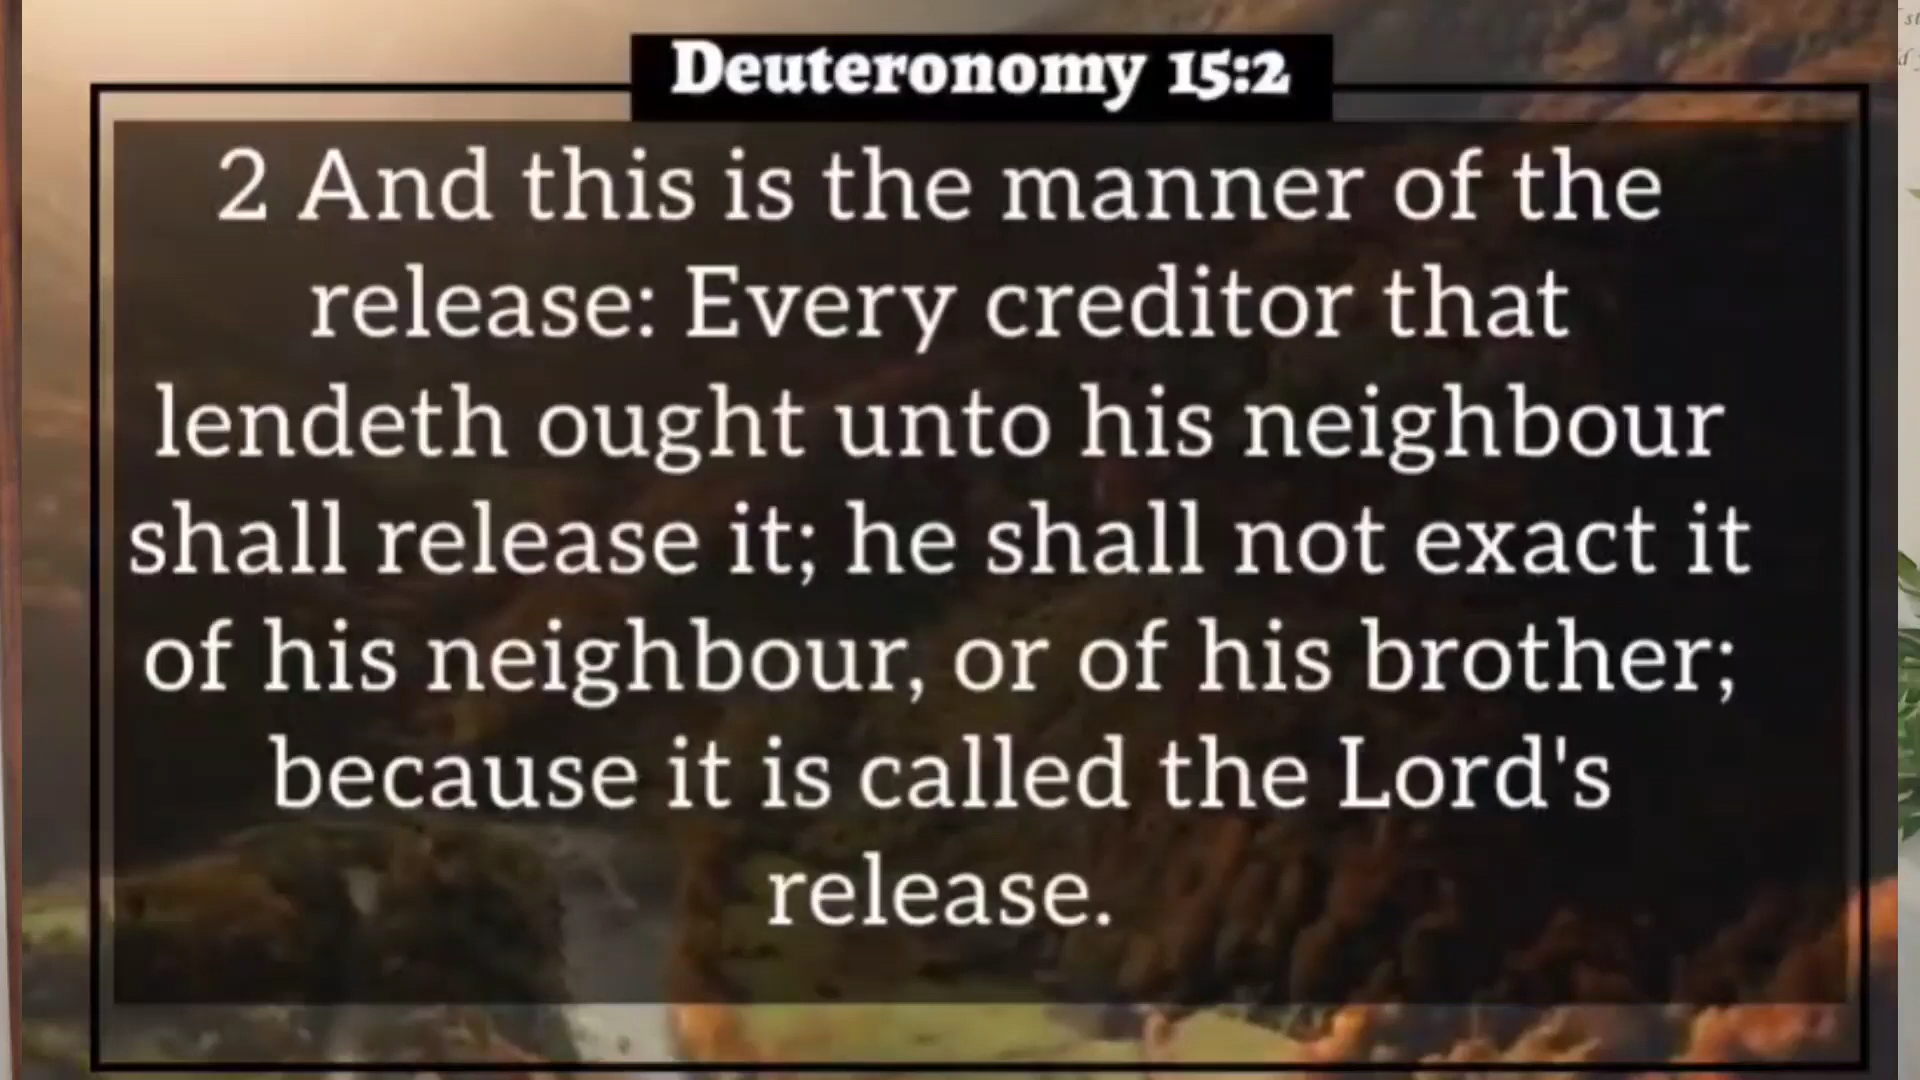 Deuteronomy 15:2
2 And this is the manner of the
release: Every creditor that
lendeth ought unto his neighbour
shall release it; he shall not exact it
of his neighbour, or of his brother;
because it is called the Lord's
release.